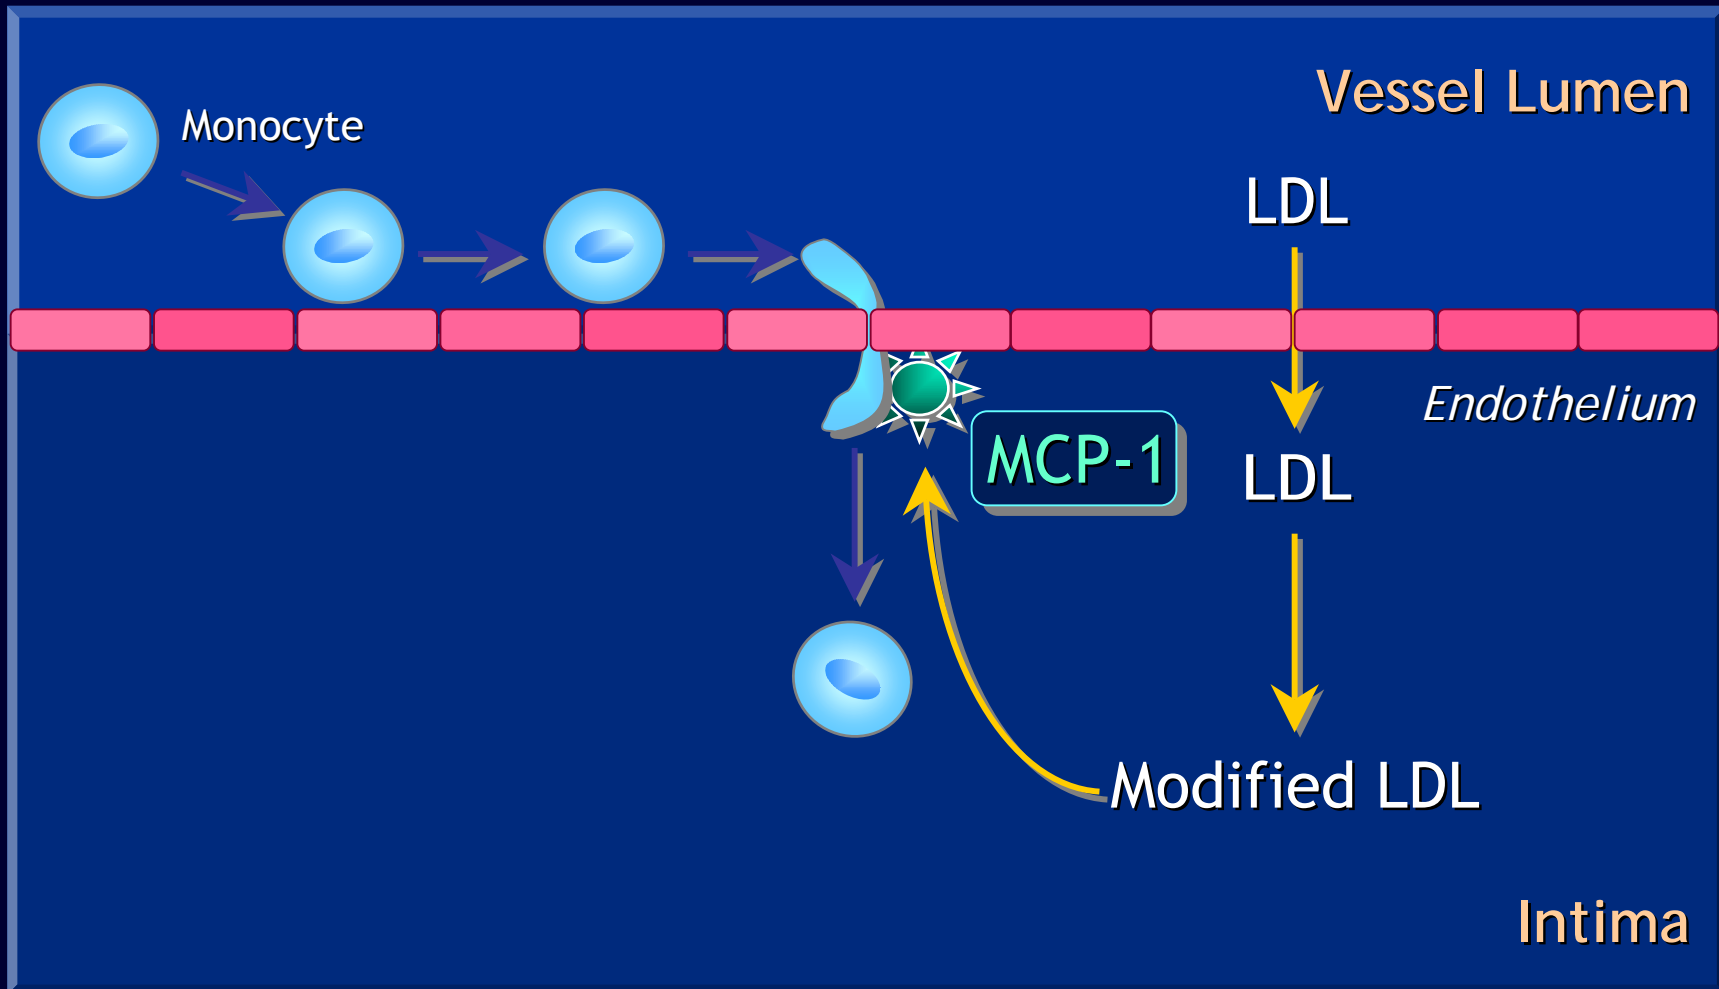 Vessel Lumen
Monocyte
LDL
Endothelium
MCP-1
LDL
Modified LDL
Intima